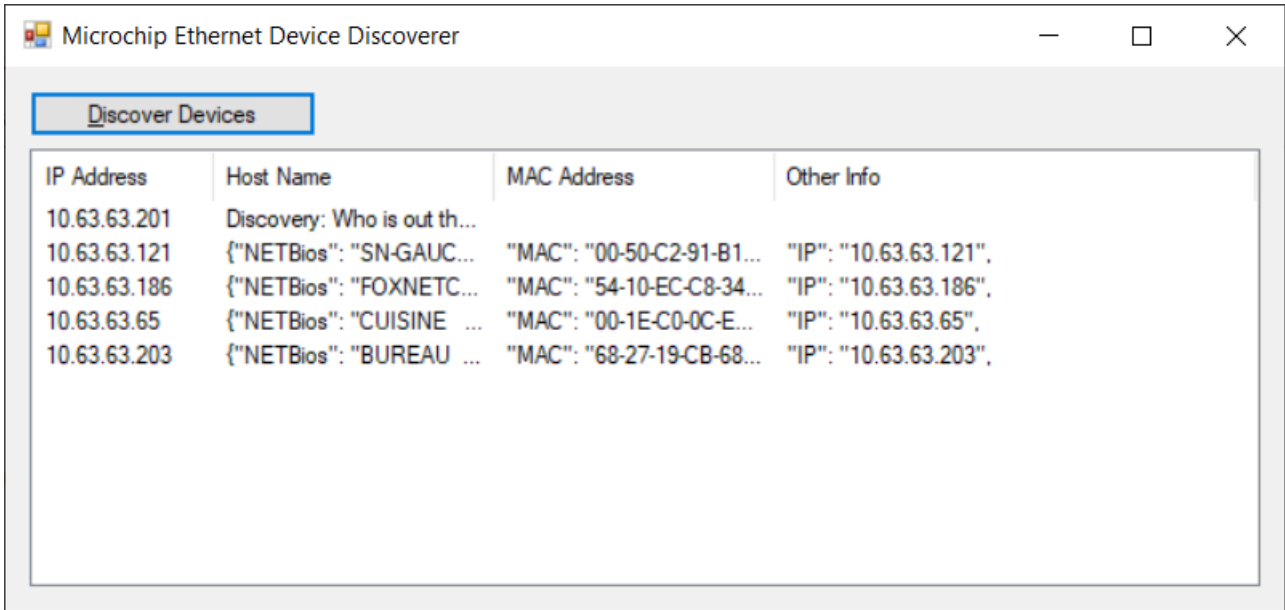 Microchip Ethernet Device Discoverer
Discover Devices
IP Address Host Name MAC Address Other Info
10.63.63.201 Discovery: Who is out th...
10.63.63.121 {"NETBios": "SN-GAUC... "MAC": "00-50-C2-91-B1... "IP": "10.63.63.121",
10.63.63.186 {"NETBios": "FOXNETC... "MAC": "54-10-EC-C8-34... "IP": "10.63.63.186",
10.63.63.65 {"NETBios": "CUISINE ... "MAC": "00-1E-C0-0C-E... "IP": "10.63.63.65",
10.63.63.203 {"NETBios": "BUREAU ... "MAC": "68-27-19-CB-68... "IP": "10.63.63.203",